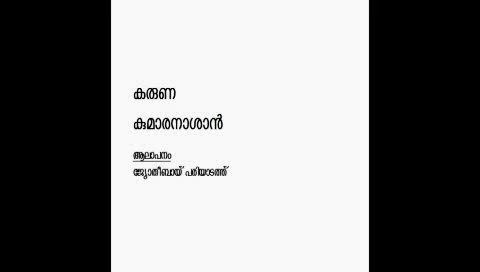 കരുണ
കുമാരനാശാൻ
ആലാപനം
ജ്യോതീബായ് പരിയാടത്ത്